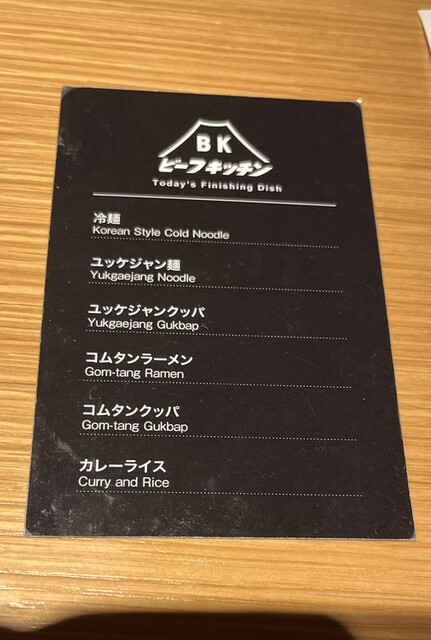 BK
ビーフキッチン
Today's Finishing Dish
冷麺
Korean Style Cold Noodle
ユッケジャン麺
Yukgaejang Noodle
ユッケジャンクッパ
Yukgaejang Gukbap
コムタンラーメン
Gom-tang Ramen
コムタンクッパ
Gom-tang Gukbap
カレーライス
Curry and Rice